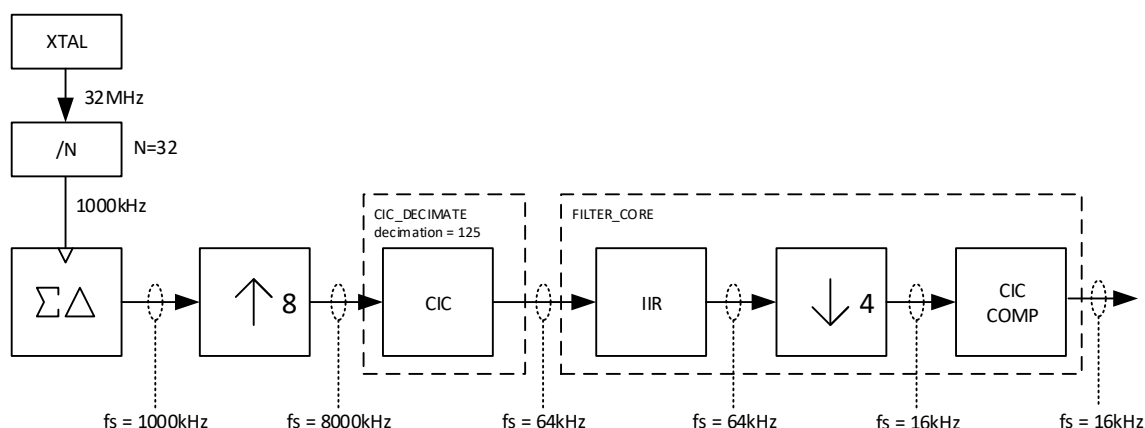 XTAL
32MHz
/N
N=32
1000kHz
CIC_DECIMATE
decimation = 125
FILTER_CORE
ΣΔ
↑ 8
CIC
IIR
↓ 4
CIC
COMP
fs = 1000kHz
fs = 8000kHz
fs = 64kHz
fs = 64kHz
fs = 16kHz
fs = 16kHz